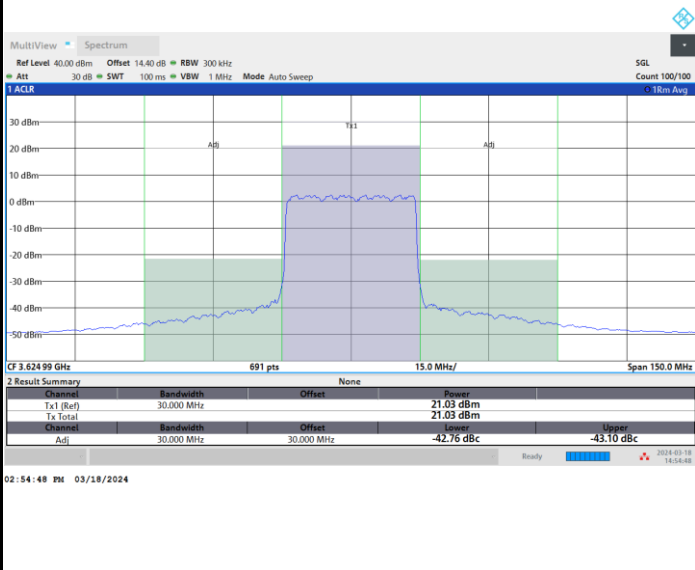 MultiView Spectrum
Ref Level 40.00 dBm Offset 14.40 dB RBW 300 kHz SGL
Att 30 dB SWT 100 ms VBW 1 MHz Mode Auto Sweep Count 100/100
1 ACLR 1Rm Avg
30 dBm
Tx1
20 dBm Adj Adj
10 dBm
0 dBm
-10 dBm
-20 dBm
-30 dBm
-40 dBm
-50 dBm
CF 3.624 99 GHz 691 pts 15.0 MHz/ Span 150.0 MHz
2 Result Summary None
Channel Bandwidth Offset Power
Tx1 (Ref) 30.000 MHz 21.03 dBm
Tx Total 21.03 dBm
Channel Bandwidth Offset Lower Upper
Adj 30.000 MHz 30.000 MHz -42.76 dBc -43.10 dBc
Ready 2024-03-18
14:54:48
02:54:48 PM 03/18/2024